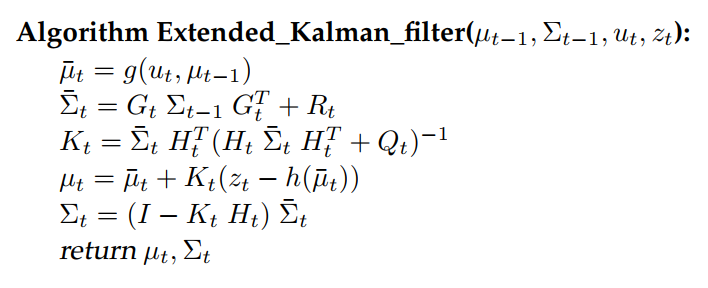 Algorithm Extended_Kalman_filter(μ_{t−1}, Σ_{t−1}, u_t, z_t):
μ̄_t = g(u_t, μ_{t−1})
Σ̄_t = G_t Σ_{t−1} G_t^T + R_t
K_t = Σ̄_t H_t^T (H_t Σ̄_t H_t^T + Q_t)^{−1}
μ_t = μ̄_t + K_t(z_t − h(μ̄_t))
Σ_t = (I − K_t H_t) Σ̄_t
return μ_t, Σ_t